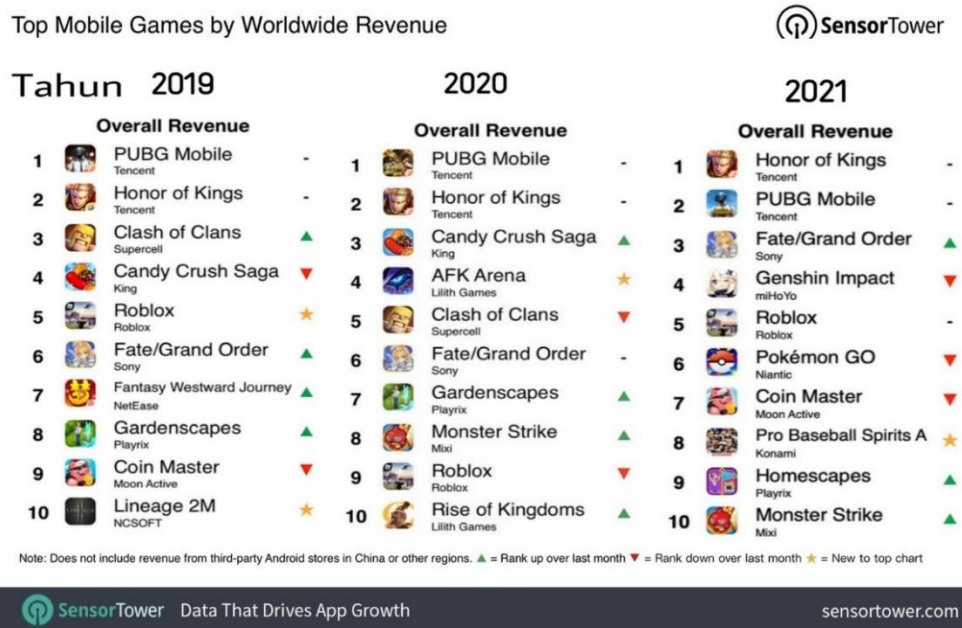 Top Mobile Games by Worldwide Revenue
SensorTower
Tahun 2019
Overall Revenue
1 PUBG Mobile -
Tencent
2 Honor of Kings -
Tencent
3 Clash of Clans ▲
Supercell
4 Candy Crush Saga ▼
King
5 Roblox ★
Roblox
6 Fate/Grand Order ▲
Sony
7 Fantasy Westward Journey ▲
NetEase
8 Gardenscapes ▲
Playrix
9 Coin Master ▼
Moon Active
10 Lineage 2M ★
NCSOFT
2020
Overall Revenue
1 PUBG Mobile -
Tencent
2 Honor of Kings -
Tencent
3 Candy Crush Saga ▲
King
4 AFK Arena ★
Lilith Games
5 Clash of Clans ▼
Supercell
6 Fate/Grand Order -
Sony
7 Gardenscapes ▲
Playrix
8 Monster Strike ▲
Mixi
9 Roblox ▼
Roblox
10 Rise of Kingdoms ▲
Lilith Games
2021
Overall Revenue
1 Honor of Kings -
Tencent
2 PUBG Mobile -
Tencent
3 Fate/Grand Order ▲
Sony
4 Genshin Impact ▼
miHoYo
5 Roblox -
Roblox
6 Pokémon GO ▼
Niantic
7 Coin Master ▼
Moon Active
8 Pro Baseball Spirits A ★
Konami
9 Homescapes ▲
Playrix
10 Monster Strike ▲
Mixi
Note: Does not include revenue from third-party Android stores in China or other regions. ▲ = Rank up over last month ▼ = Rank down over last month ★ = New to top chart
SensorTower Data That Drives App Growth sensortower.com